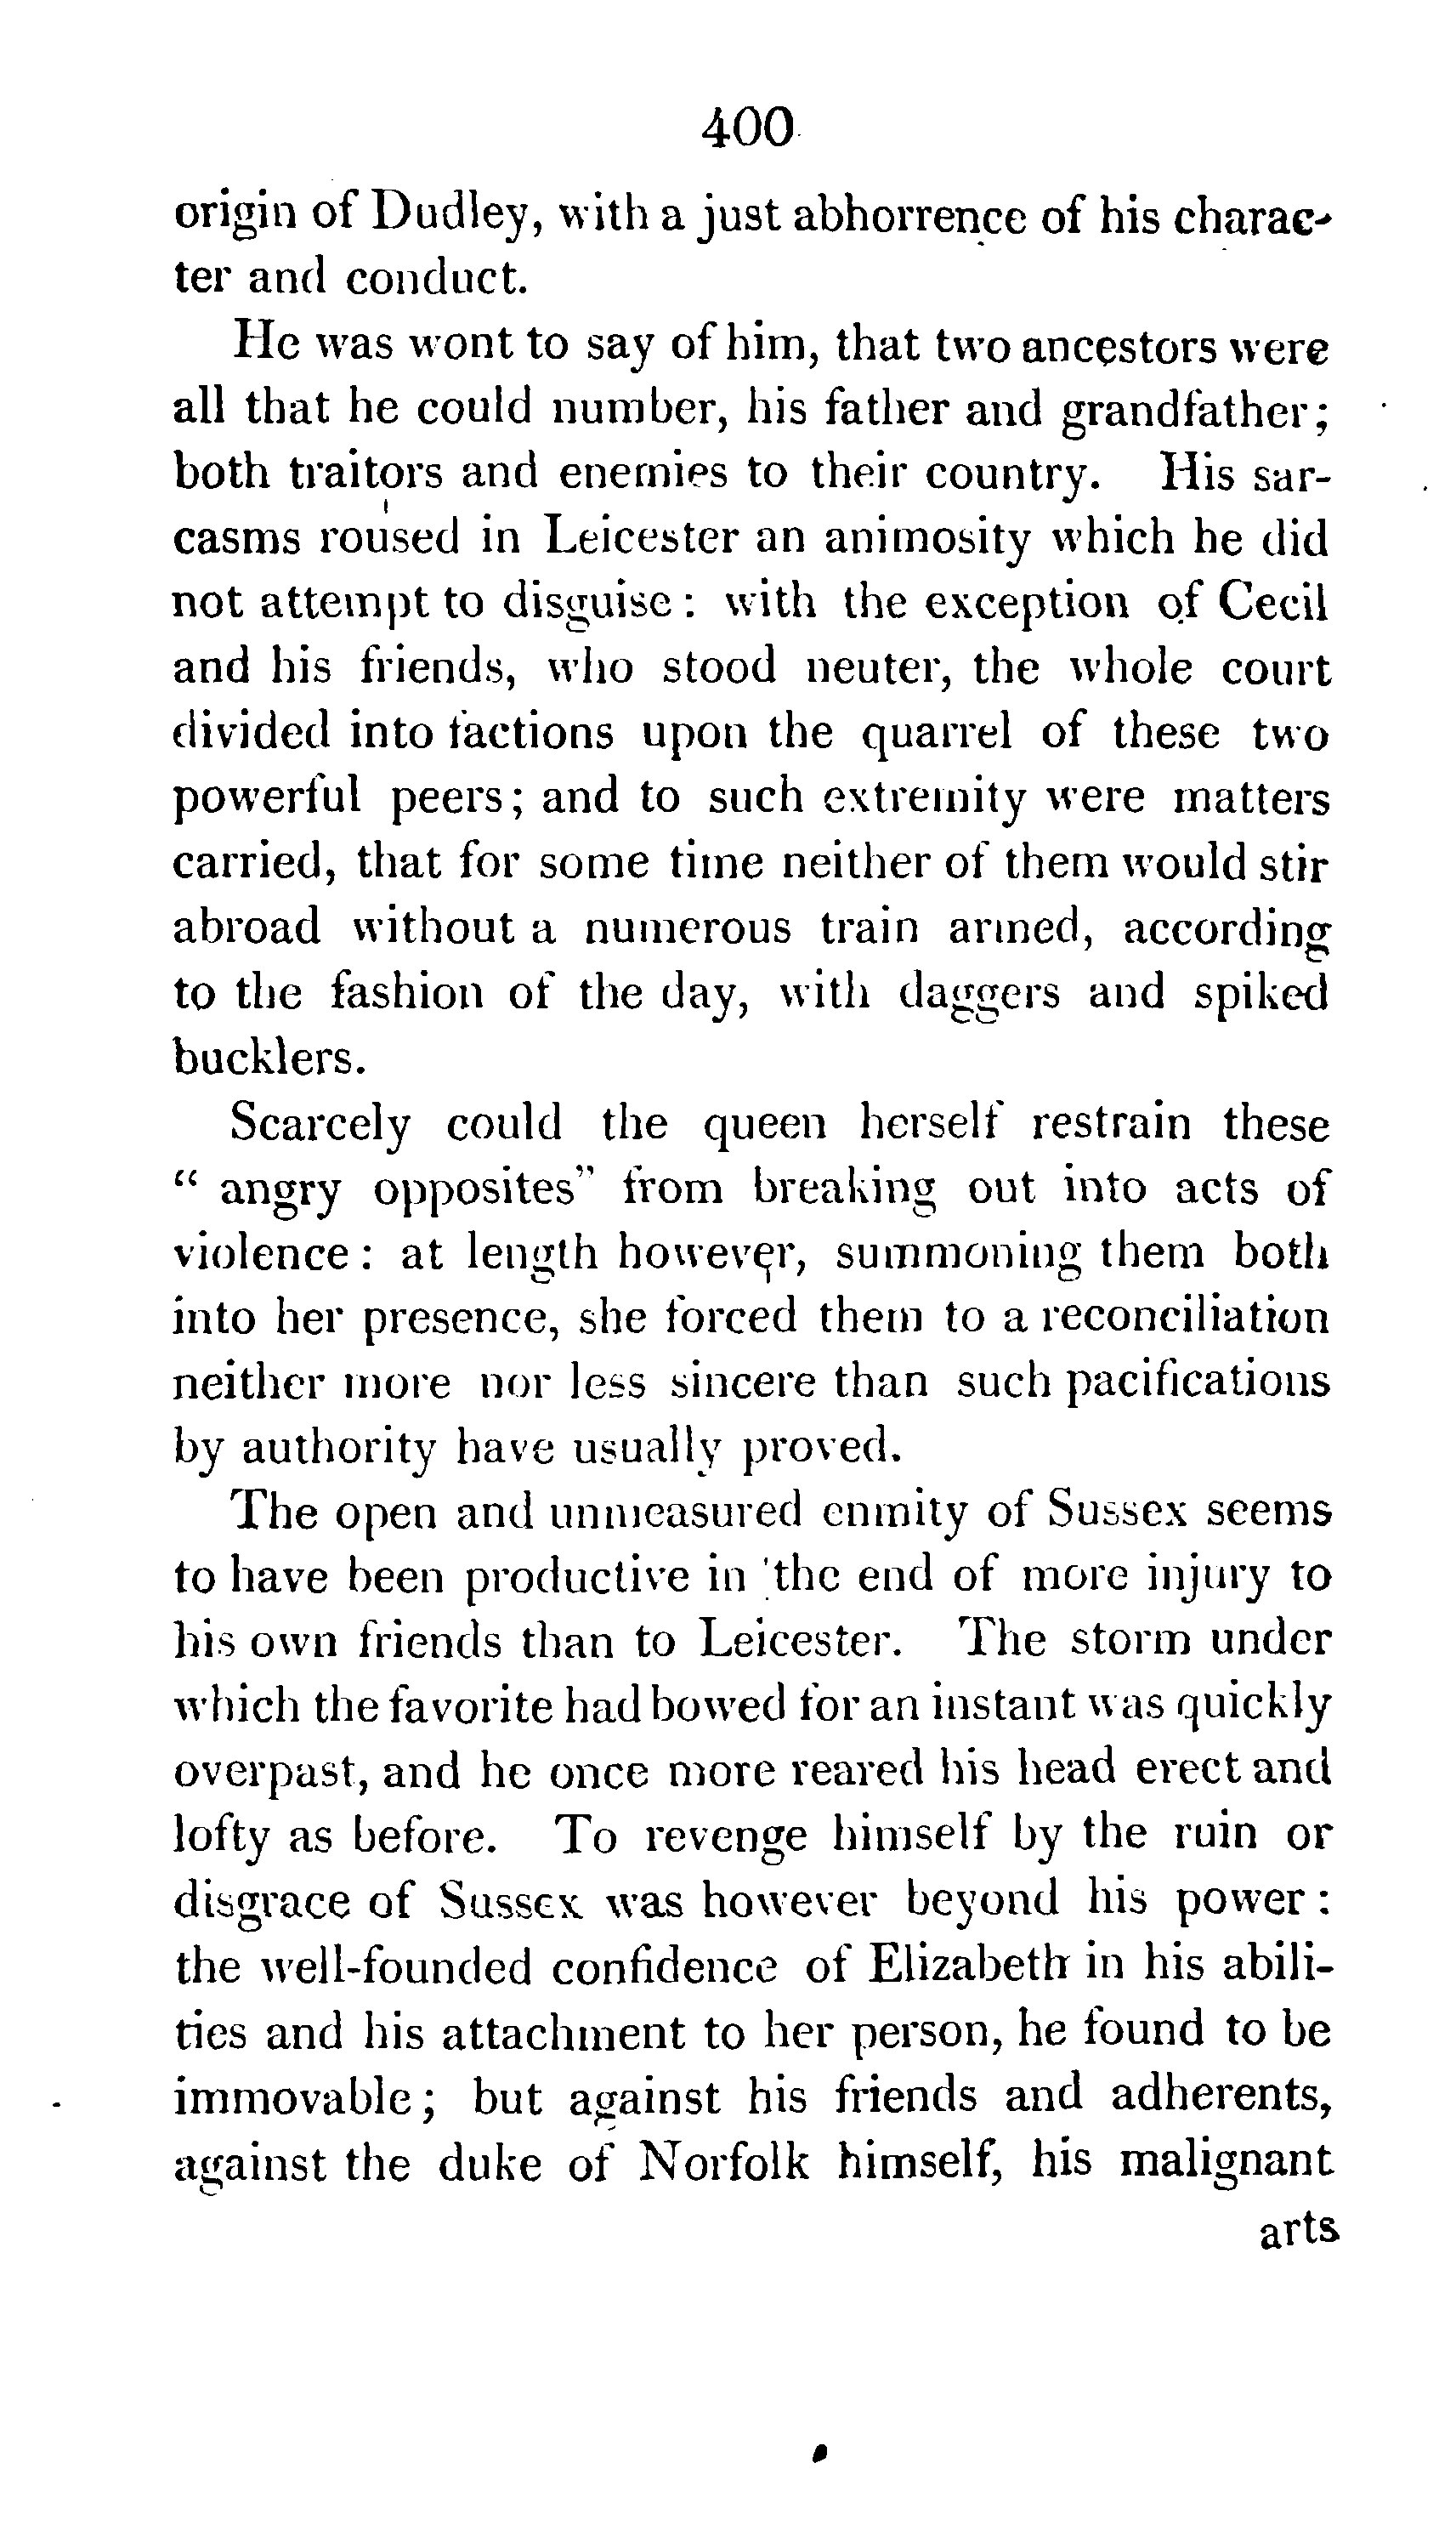 400
origin of Dudley, with a just abhorrence of his charac-
ter and conduct.
He was wont to say of him, that two ancestors were
all that he could number, his father and grandfather;
both traitors and enemies to their country. His sar-
casms roused in Leicester an animosity which he did
not attempt to disguise: with the exception of Cecil
and his friends, who stood neuter, the whole court
divided into factions upon the quarrel of these two
powerful peers; and to such extremity were matters
carried, that for some time neither of them would stir
abroad without a numerous train armed, according
to the fashion of the day, with daggers and spiked
bucklers.
Scarcely could the queen herself restrain these
“ angry opposites” from breaking out into acts of
violence: at length however, summoning them both
into her presence, she forced them to a reconciliation
neither more nor less sincere than such pacifications
by authority have usually proved.
The open and unmeasured enmity of Sussex seems
to have been productive in the end of more injury to
his own friends than to Leicester. The storm under
which the favorite had bowed for an instant was quickly
overpast, and he once more reared his head erect and
lofty as before. To revenge himself by the ruin or
disgrace of Sussex was however beyond his power:
the well-founded confidence of Elizabeth in his abili-
ties and his attachment to her person, he found to be
immovable; but against his friends and adherents,
against the duke of Norfolk himself, his malignant
arts